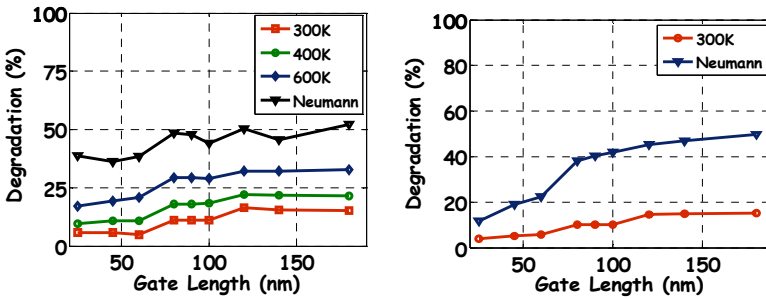 100
75
50
25
0
Degradation (%)
300K
400K
600K
Neumann
50
100
150
Gate Length (nm)
100
80
60
40
20
0
Degradation (%)
300K
Neumann
50
100
150
Gate Length (nm)